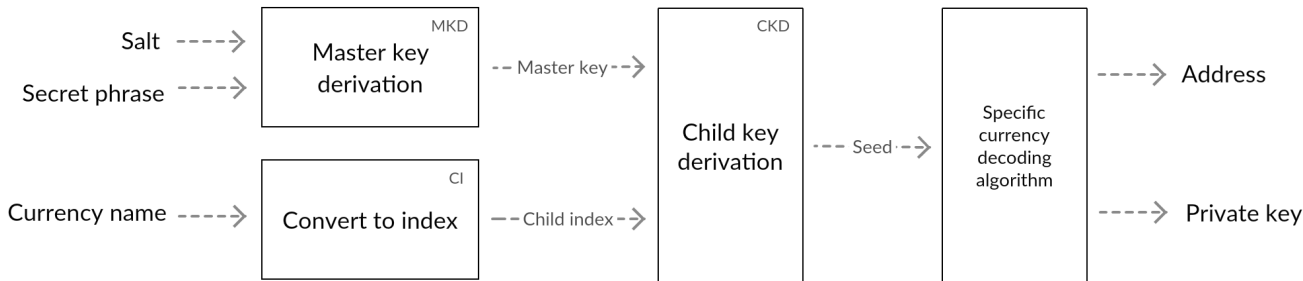 Salt
Secret phrase
MKD
Master key
derivation
Master key
Currency name
CI
Convert to index
Child index
CKD
Child key
derivation
Seed
Specific
currency
decoding
algorithm
Address
Private key